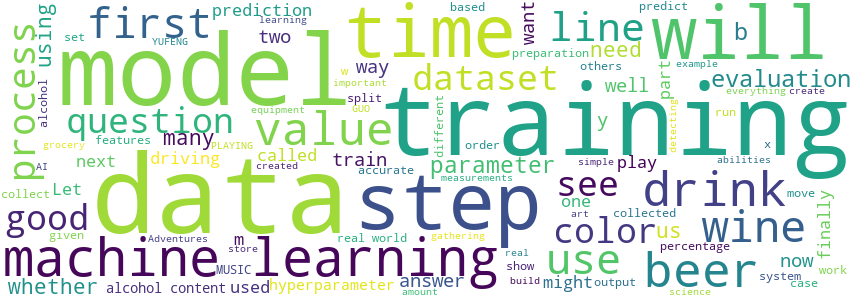 first
prediction
learning
two
grocery
set
YUFENG
using
process
alcohol
model
time
way
want
preparation
based
others
predict
line
need
will
b
example
everything
create
well
part
evaluation
dataset
w
important
split
GUO
question
features
many
PLAYING
equipment
value
training
different
y
run
detecting
x
AI
next
driving
called
created
train
accurate
order
parameter
simple
play
abilities
collect
Let
given
data
step
see
one
measurements
art
collected
drink
move
good
Adventures
m
store
real world
finally
gathering
color
us
wine
percentage
real
show
machine learning
MUSIC
answer
use
now
work
whether
alcohol content
used
hyperparameter
amount
might
build
output
beer
science
system
case